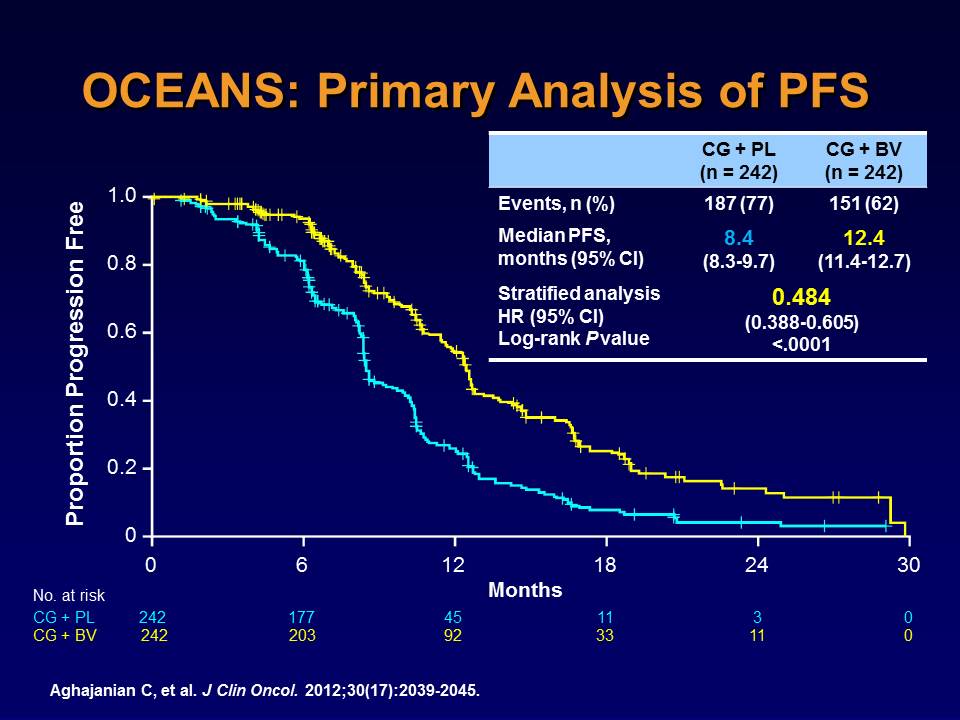 OCEANS: Primary Analysis of PFS
CG + PL CG + BV
(n = 242) (n = 242)
Events, n (%) 187 (77) 151 (62)
Median PFS, 8.4 12.4
months (95% CI) (8.3-9.7) (11.4-12.7)
Stratified analysis 0.484
HR (95% CI) (0.388-0.605)
Log-rank P value <.0001
Proportion Progression Free
1.0
0.8
0.6
0.4
0.2
0
0 6 12 18 24 30
Months
No. at risk
CG + PL 242 177 45 11 3 0
CG + BV 242 203 92 33 11 0
Aghajanian C, et al. J Clin Oncol. 2012;30(17):2039-2045.